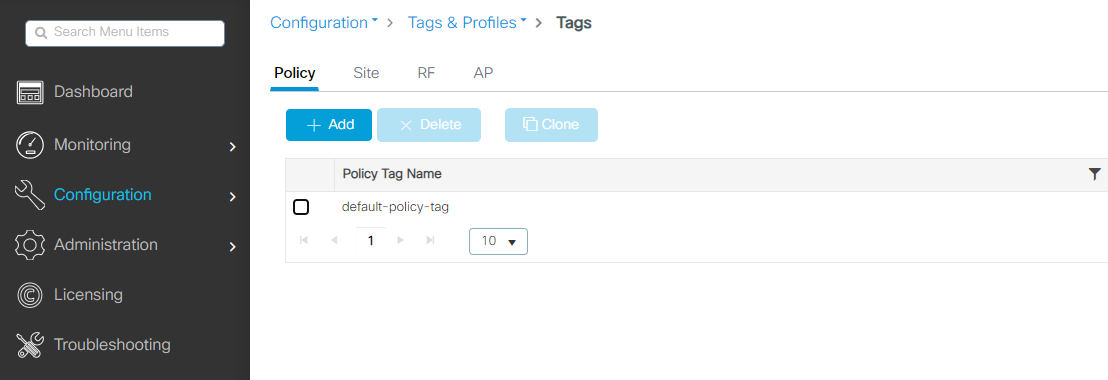 Search Menu Items
Dashboard
Monitoring
Configuration
Administration
Licensing
Troubleshooting
Configuration > Tags & Profiles > Tags
Policy Site RF AP
+ Add × Delete Clone
Policy Tag Name
default-policy-tag
1 10